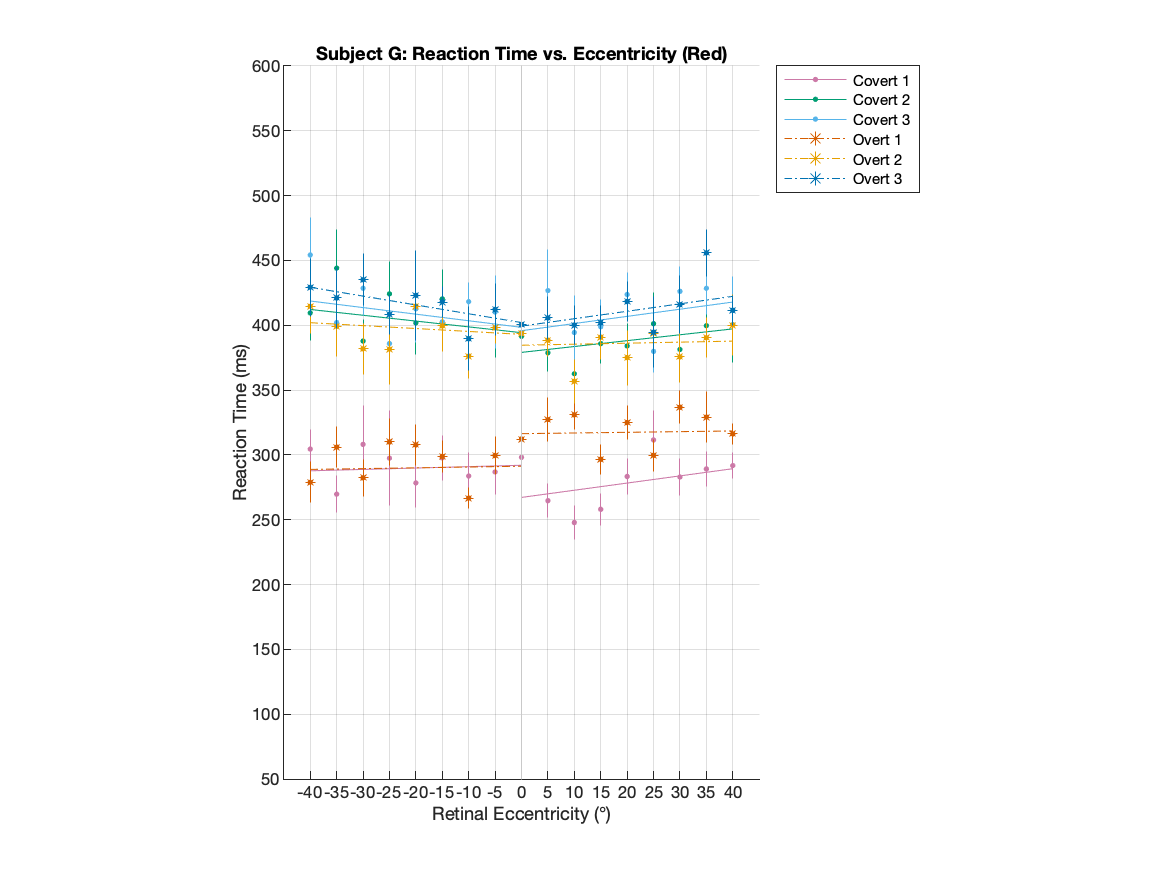 Subject G: Reaction Time vs. Eccentricity (Red)
600
550
500
450
400
350
300
250
200
150
100
50
Reaction Time (ms)
-40 -35 -30 -25 -20 -15 -10 -5 0 5 10 15 20 25 30 35 40
Retinal Eccentricity (°)
Covert 1
Covert 2
Covert 3
Overt 1
Overt 2
Overt 3